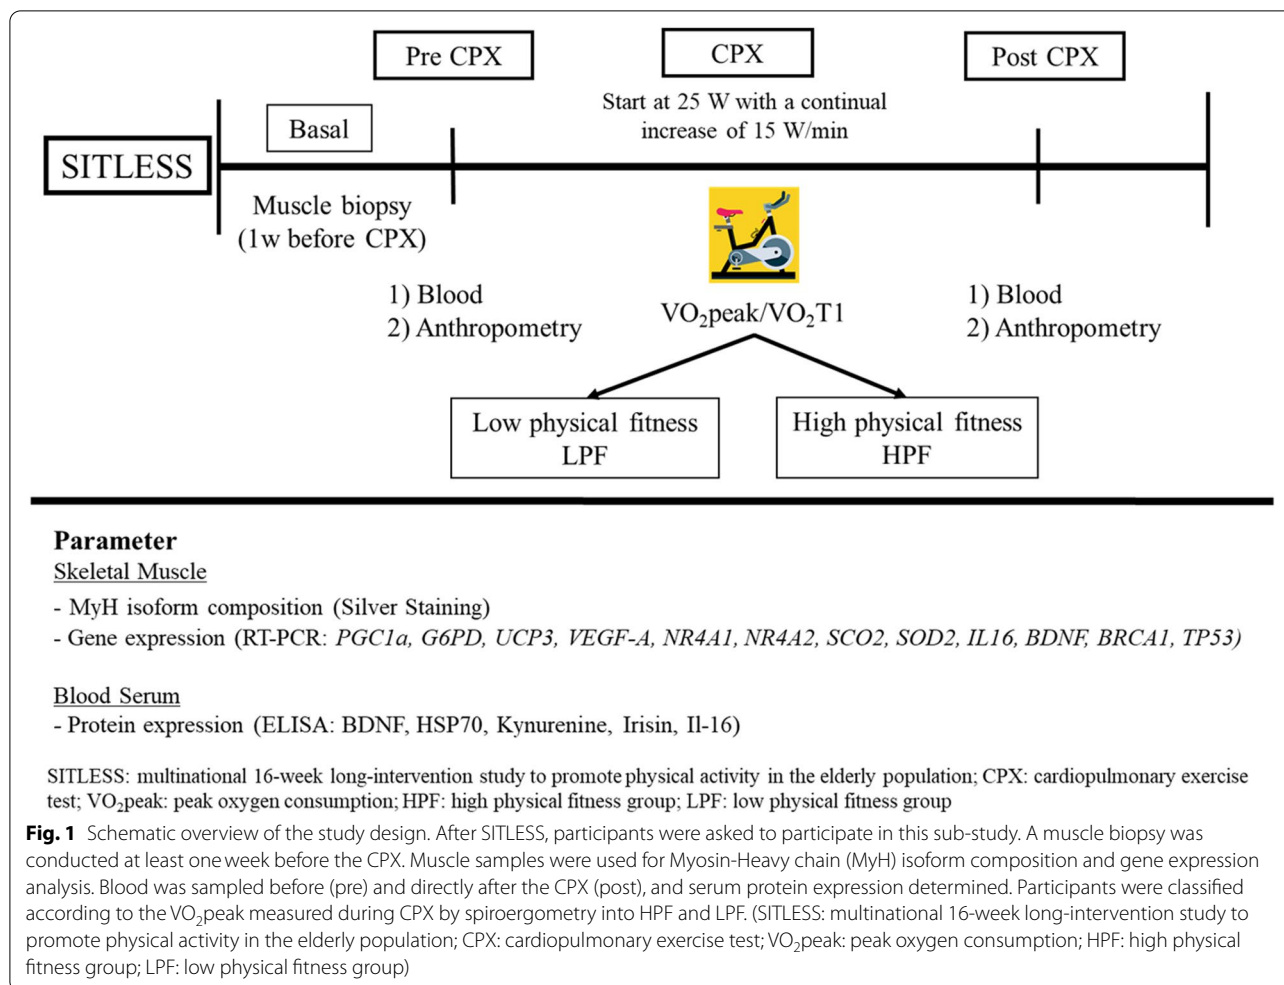 Pre CPX
CPX
Post CPX
Start at 25 W with a continual
increase of 15 W/min
Basal
SITLESS
Muscle biopsy
(1w before CPX)
1) Blood
2) Anthropometry
VO₂peak/VO₂T1
1) Blood
2) Anthropometry
Low physical fitness
LPF
High physical fitness
HPF
Parameter
Skeletal Muscle
- MyH isoform composition (Silver Staining)
- Gene expression (RT-PCR: PGC1a, G6PD, UCP3, VEGF-A, NR4A1, NR4A2, SCO2, SOD2, IL16, BDNF, BRCA1, TP53)
Blood Serum
- Protein expression (ELISA: BDNF, HSP70, Kynurenine, Irisin, Il-16)
SITLESS: multinational 16-week long-intervention study to promote physical activity in the elderly population; CPX: cardiopulmonary exercise
test; VO₂peak: peak oxygen consumption; HPF: high physical fitness group; LPF: low physical fitness group
Fig. 1 Schematic overview of the study design. After SITLESS, participants were asked to participate in this sub-study. A muscle biopsy was
conducted at least one week before the CPX. Muscle samples were used for Myosin-Heavy chain (MyH) isoform composition and gene expression
analysis. Blood was sampled before (pre) and directly after the CPX (post), and serum protein expression determined. Participants were classified
according to the VO₂peak measured during CPX by spiroergometry into HPF and LPF. (SITLESS: multinational 16-week long-intervention study to
promote physical activity in the elderly population; CPX: cardiopulmonary exercise test; VO₂peak: peak oxygen consumption; HPF: high physical
fitness group; LPF: low physical fitness group)